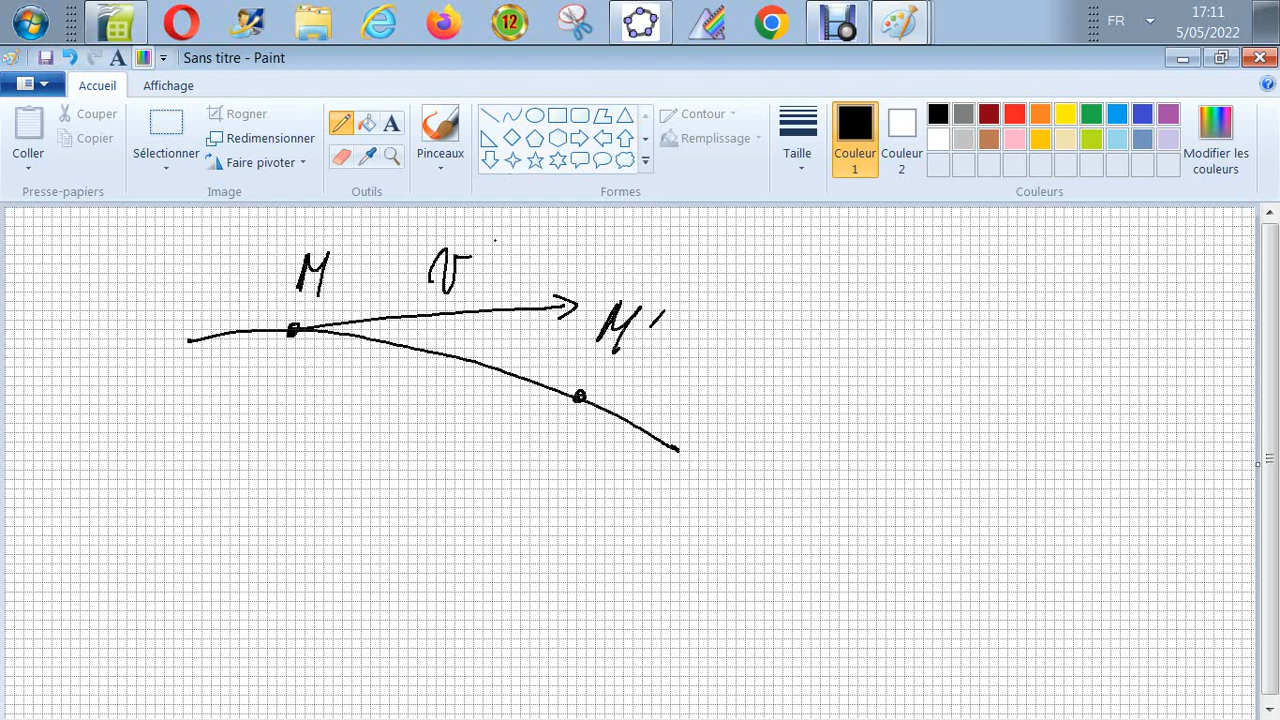 12
FR
17:11
5/05/2022
Sans titre - Paint
Accueil
Affichage
Coller
Couper
Copier
Presse-papiers
Sélectionner
Rogner
Redimensionner
Faire pivoter
Image
A
Outils
Pinceaux
Contour
Remplissage
Formes
Taille
Couleur
1
Couleur
2
Modifier les
couleurs
Couleurs
M
v
M'